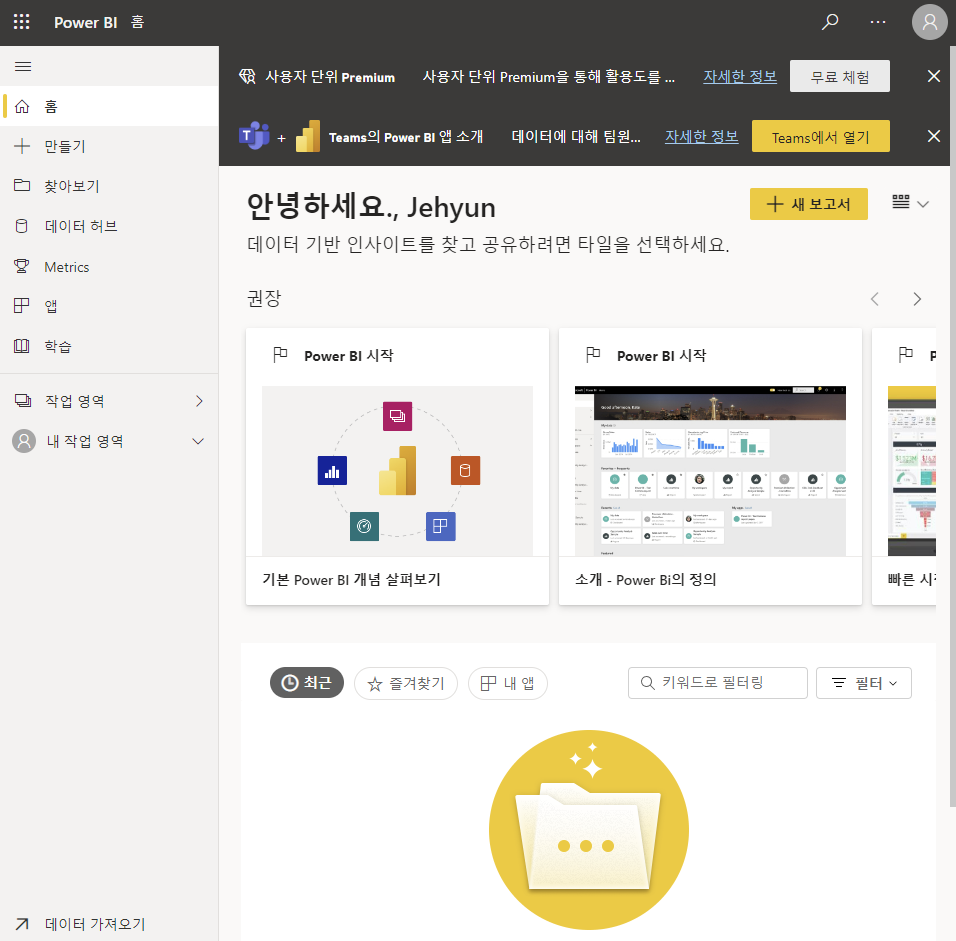 Power BI 홈
사용자 단위 Premium 사용자 단위 Premium을 통해 활용도를 ... 자세한 정보 무료 체험
T + Teams의 Power BI 앱 소개 데이터에 대해 팀원... 자세한 정보 Teams에서 열기
홈
만들기
찾아보기
데이터 허브
Metrics
앱
학습
작업 영역
내 작업 영역
데이터 가져오기
안녕하세요., Jehyun
새 보고서
데이터 기반 인사이트를 찾고 공유하려면 타일을 선택하세요.
권장
Power BI 시작
기본 Power BI 개념 살펴보기
Power BI 시작
Good afternoon, Kate
소개 - Power Bi의 정의
빠른 시
최근 즐겨찾기 내 앱 키워드로 필터링 필터